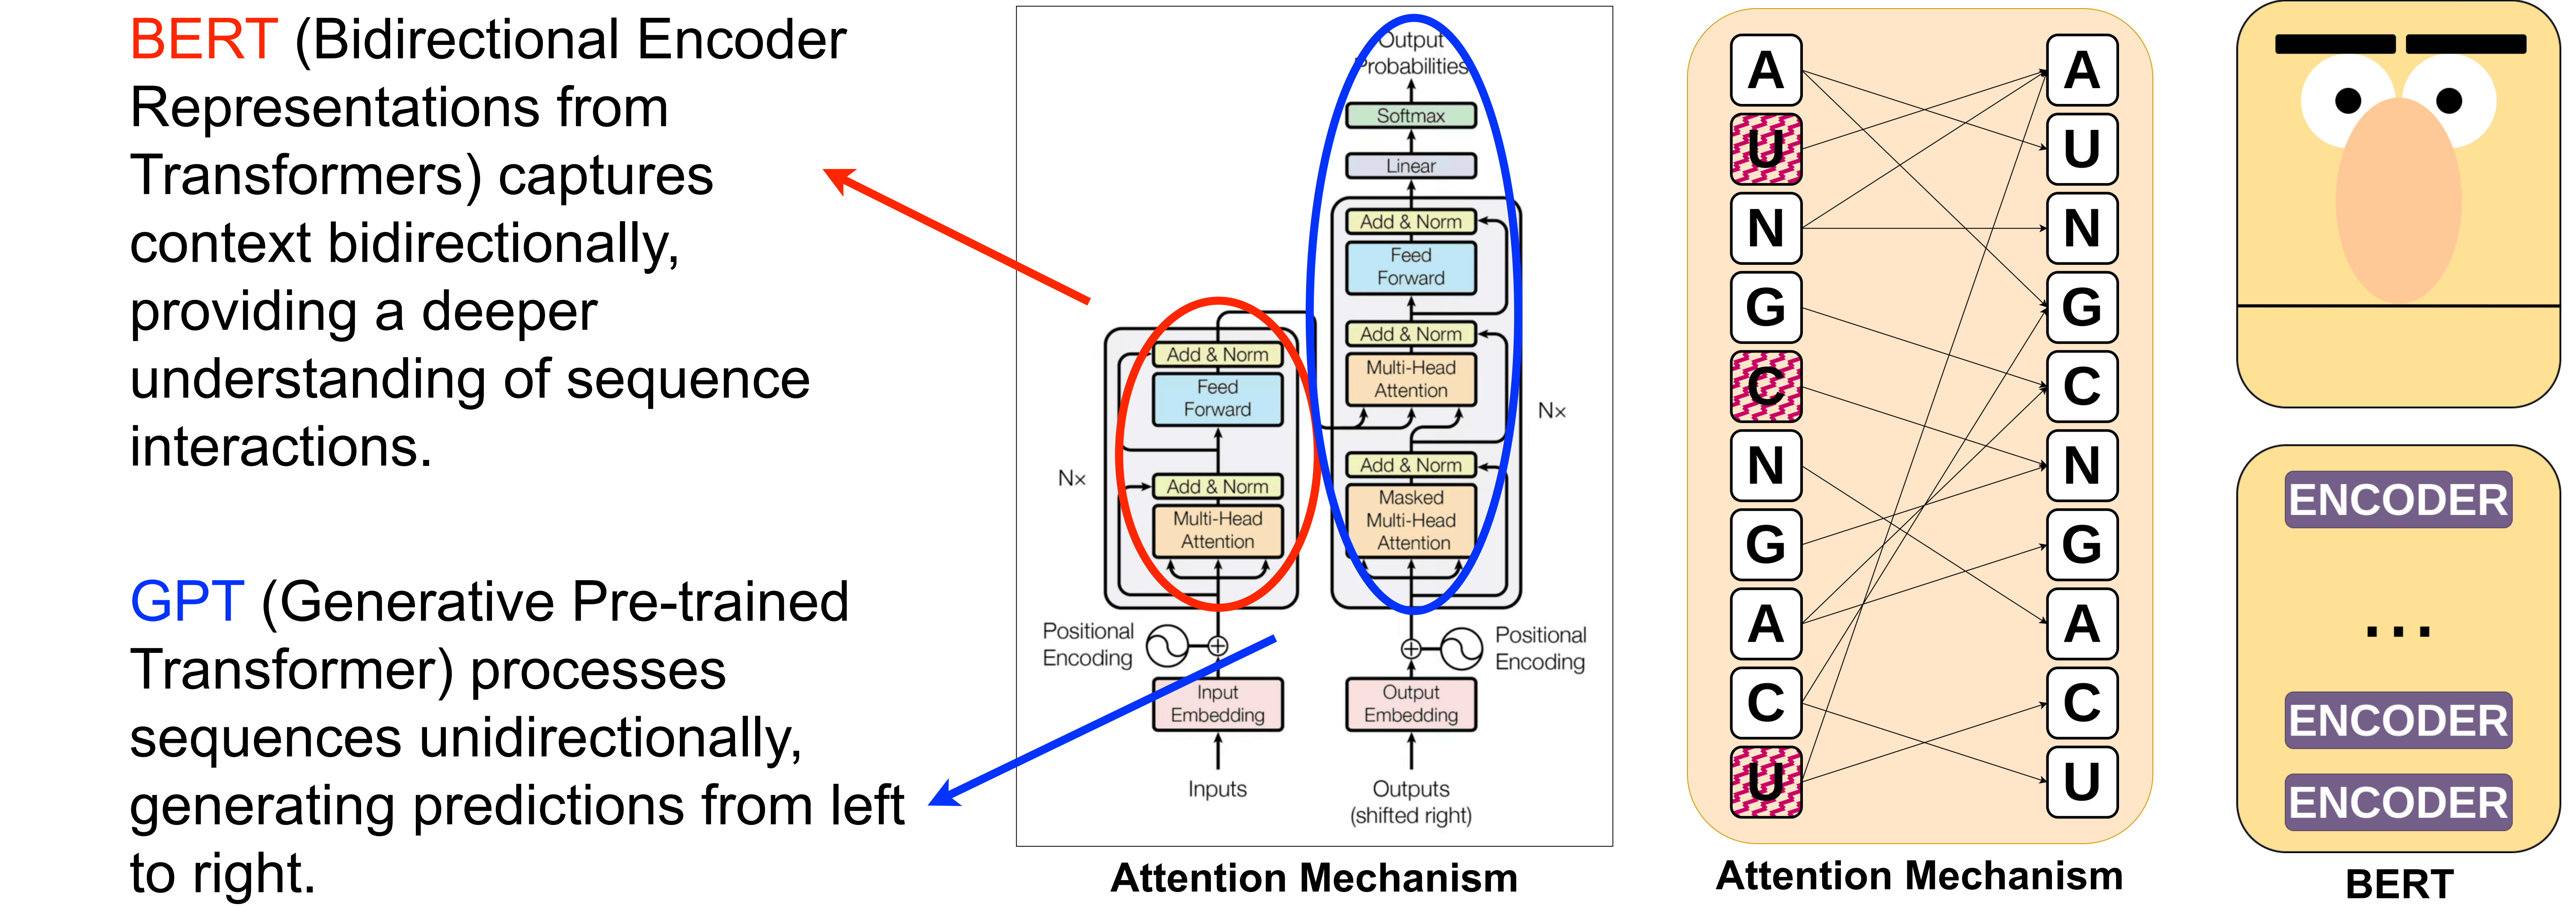 BERT (Bidirectional Encoder
Representations from
Transformers) captures
context bidirectionally,
providing a deeper
understanding of sequence
interactions.
GPT (Generative Pre-trained
Transformer) processes
sequences unidirectionally,
generating predictions from left
to right.
Output
Probabilities
Softmax
Linear
Add & Norm
Feed
Forward
Add & Norm
Multi-Head
Attention
Add & Norm
Masked
Multi-Head
Attention
N×
Add & Norm
Feed
Forward
Add & Norm
Multi-Head
Attention
N×
Positional
Encoding
Positional
Encoding
Input
Embedding
Output
Embedding
Inputs
Outputs
(shifted right)
Attention Mechanism
A A
U U
N N
G G
C C
N N
G G
A A
C C
U U
Attention Mechanism
ENCODER
...
ENCODER
ENCODER
BERT